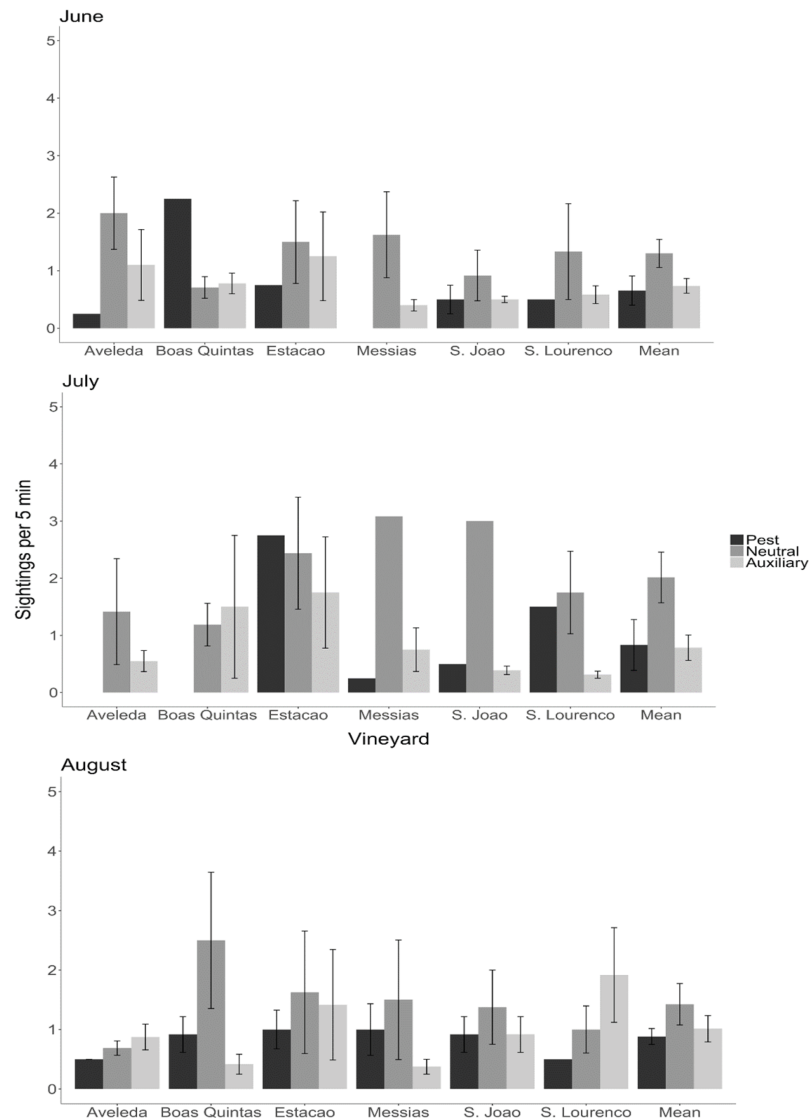 June
5
4
3
2
1
0
Aveleda Boas Quintas Estacao Messias S. Joao S. Lourenco Mean
July
5
4
3
2
1
0
Aveleda Boas Quintas Estacao Messias S. Joao S. Lourenco Mean
Sightings per 5 min
Pest
Neutral
Auxiliary
Vineyard
August
5
4
3
2
1
0
Aveleda Boas Quintas Estacao Messias S. Joao S. Lourenco Mean